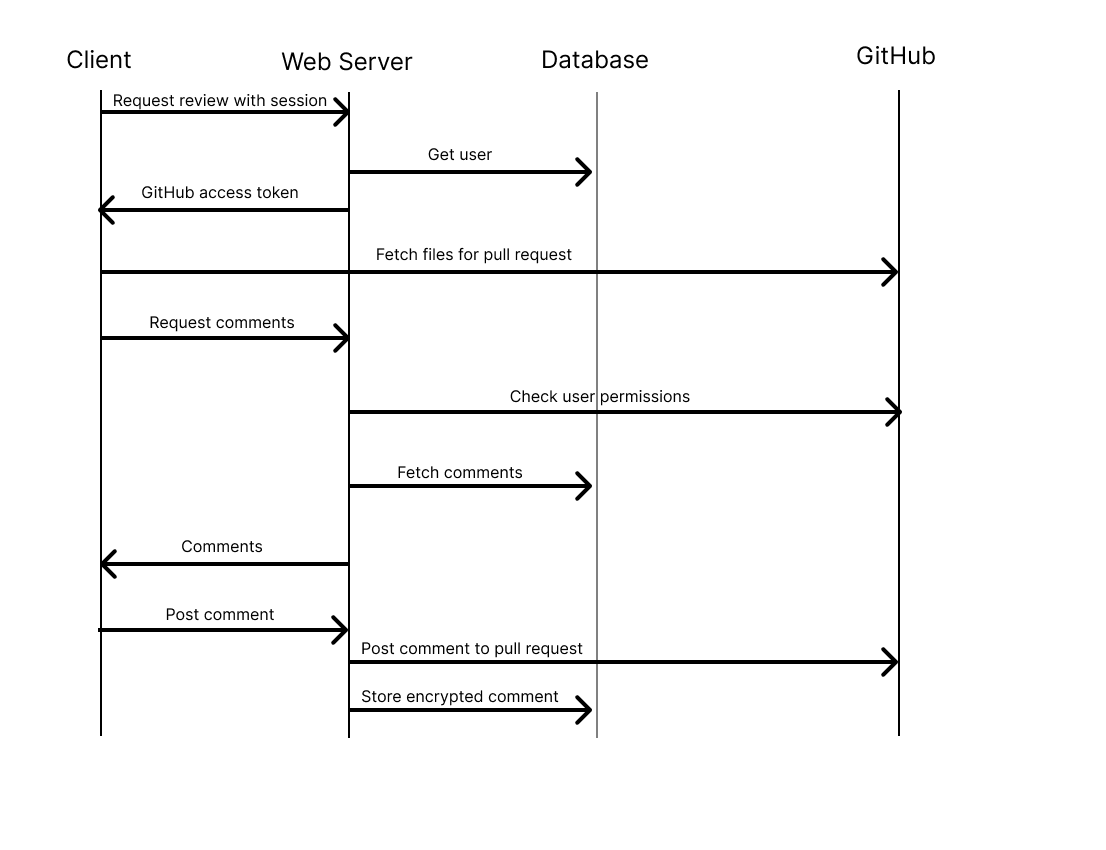 Client
Web Server
Database
GitHub
Request review with session
Get user
GitHub access token
Fetch files for pull request
Request comments
Check user permissions
Fetch comments
Comments
Post comment
Post comment to pull request
Store encrypted comment